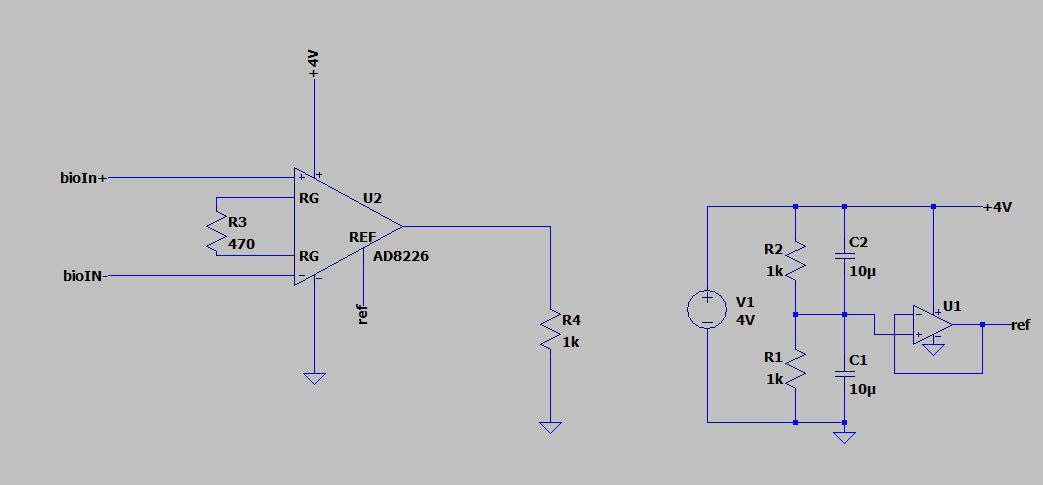 +4V
bioIn+
U2
RG
R3
470
REF
RG
AD8226
bioIN-
ref
R4
1k
+4V
R2
1k
C2
10µ
V1
4V
U1
ref
R1
1k
C1
10µ